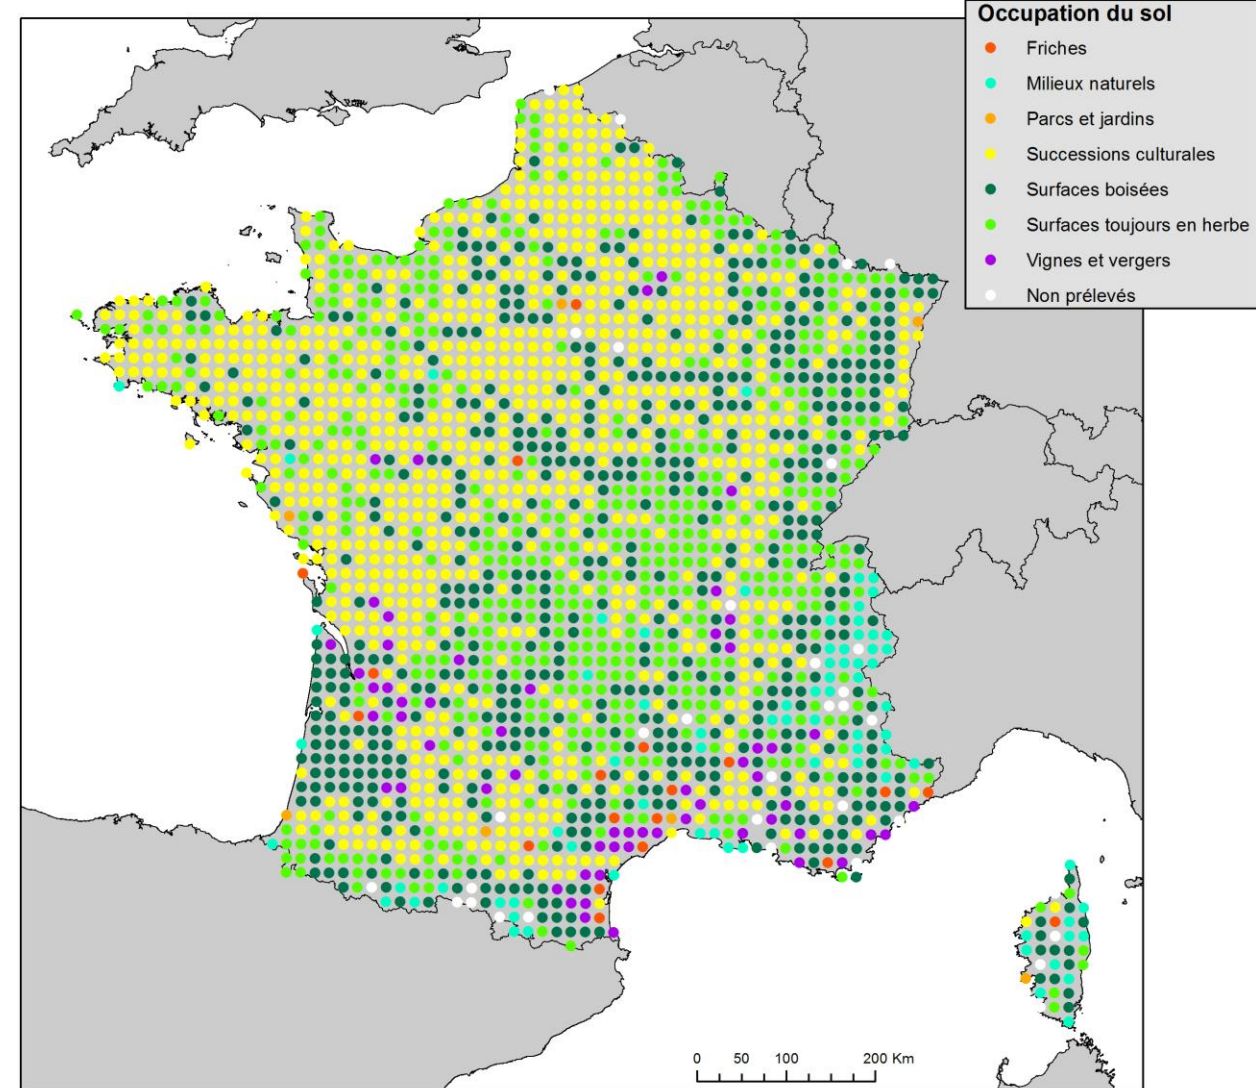 Occupation du sol
Friches
Milieux naturels
Parcs et jardins
Successions culturales
Surfaces boisées
Surfaces toujours en herbe
Vignes et vergers
Non prélevés
0 50 100 200 Km